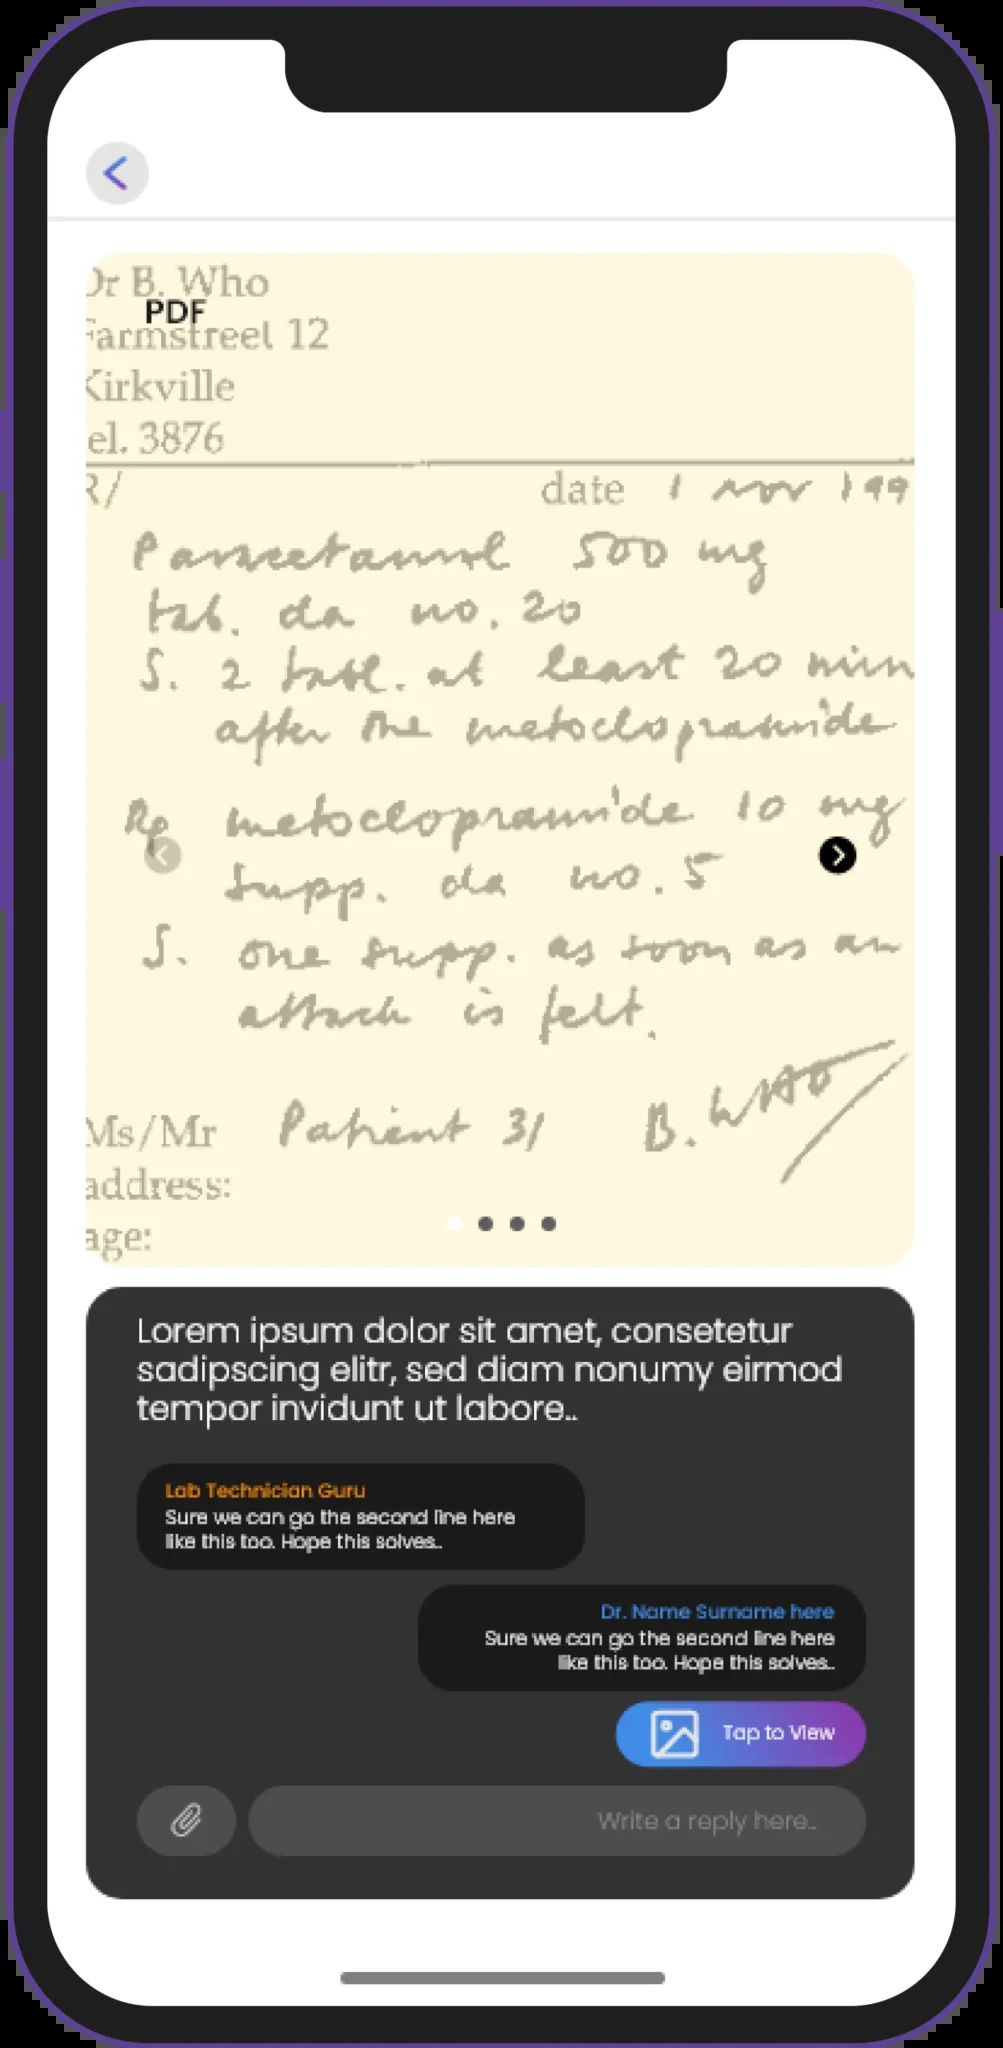 Dr B. Who
PDF
Farmstreet 12
Kirkville
el. 3876
R/
date 1 nov 199
Paracetamol 500 mg
tab. da no. 20
S. 2 tabl. at least 20 min
after the metoclopramide
Rp metoclopramide 10 mg
supp. da no. 5
S. one supp. as soon as an
attack is felt.
Ms/Mr Patient 31 B. WHO
address:
age:
Lorem ipsum dolor sit amet, consetetur
sadipscing elitr, sed diam nonumy eirmod
tempor invidunt ut labore..
Lab Technician Guru
Sure we can go the second line here
like this too. Hope this solves..
Dr. Name Surname here
Sure we can go the second line here
like this too. Hope this solves..
Tap to View
Write a reply here..